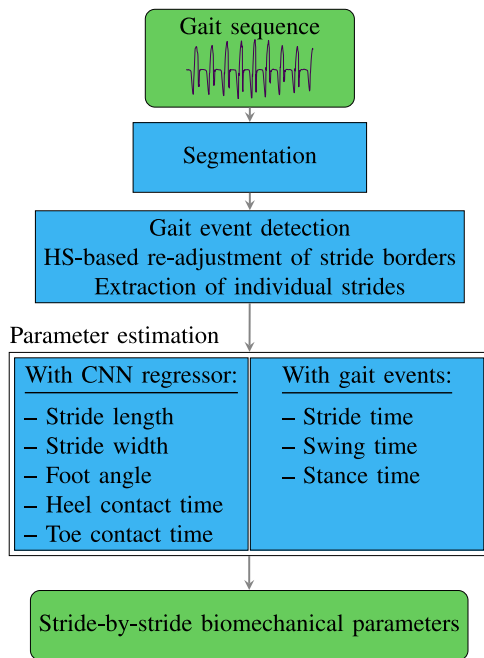 Gait sequence
Segmentation
Gait event detection
HS-based re-adjustment of stride borders
Extraction of individual strides
Parameter estimation
With CNN regressor:
– Stride length
– Stride width
– Foot angle
– Heel contact time
– Toe contact time
With gait events:
– Stride time
– Swing time
– Stance time
Stride-by-stride biomechanical parameters